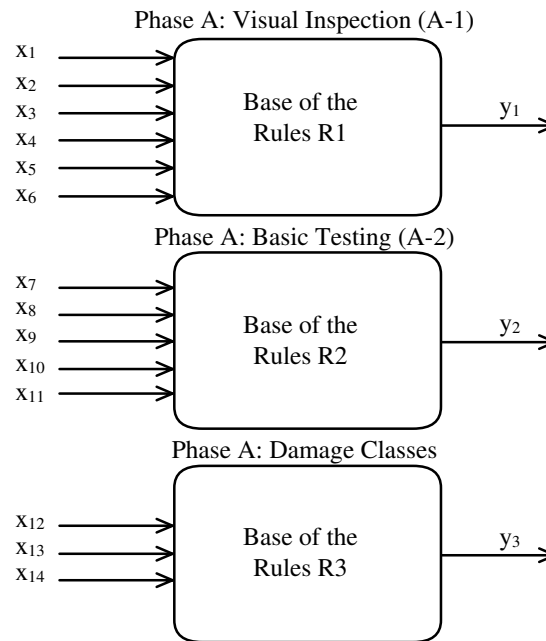 Phase A: Visual Inspection (A-1)
x1
x2
x3
x4
x5
x6
Base of the
Rules R1
y1
Phase A: Basic Testing (A-2)
x7
x8
x9
x10
x11
Base of the
Rules R2
y2
Phase A: Damage Classes
x12
x13
x14
Base of the
Rules R3
y3